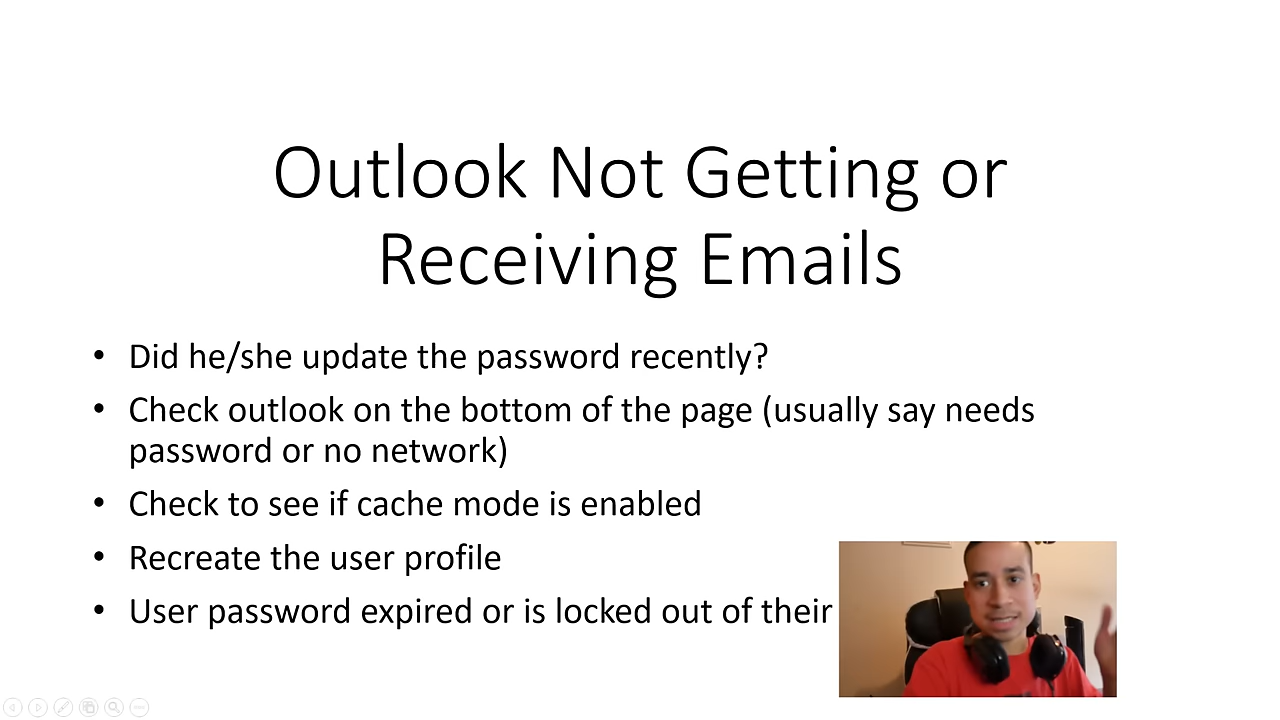 Outlook Not Getting or
Receiving Emails
• Did he/she update the password recently?
• Check outlook on the bottom of the page (usually say needs
password or no network)
• Check to see if cache mode is enabled
• Recreate the user profile
• User password expired or is locked out of their